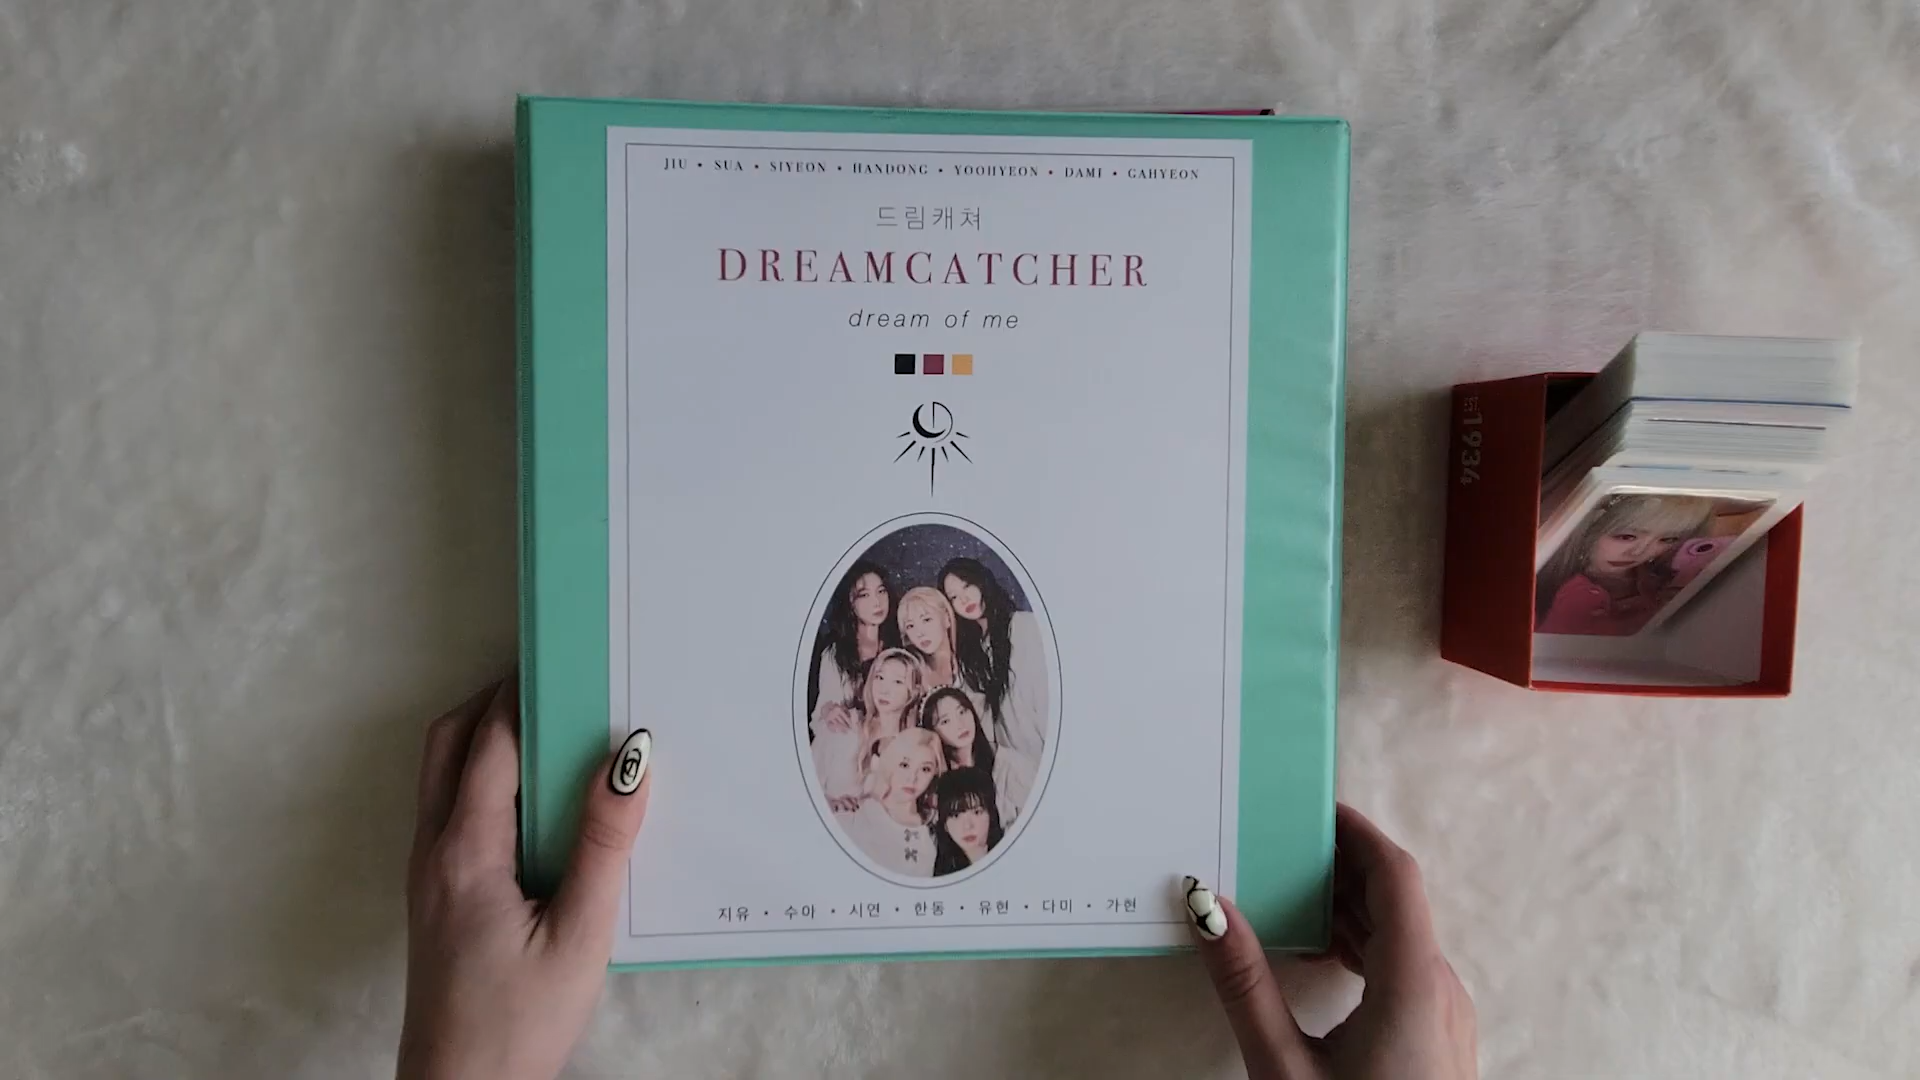 JIU • SUA • SIYEON • HANDONG • YOOHYEON • DAMI • GAHYEON
드림캐쳐
DREAMCATCHER
dream of me
지유 • 수아 • 시연 • 한동 • 유현 • 다미 • 가현
1934